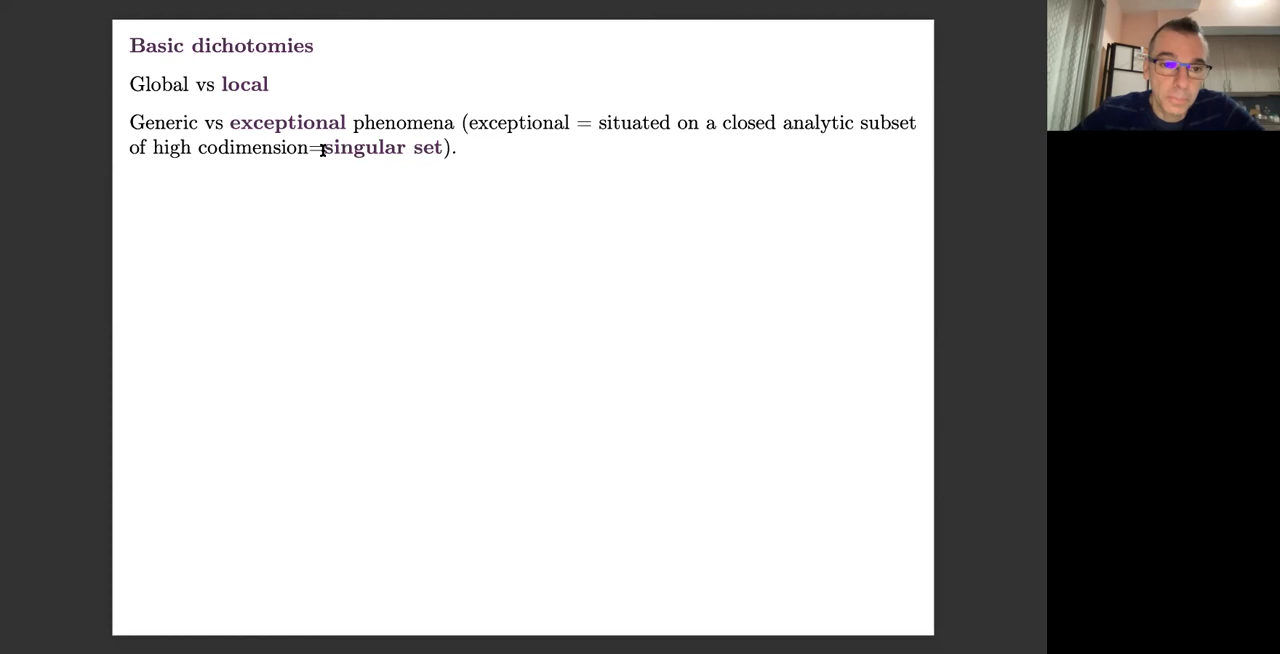 Basic dichotomies
Global vs local
Generic vs exceptional phenomena (exceptional = situated on a closed analytic subset
of high codimension=singular set).